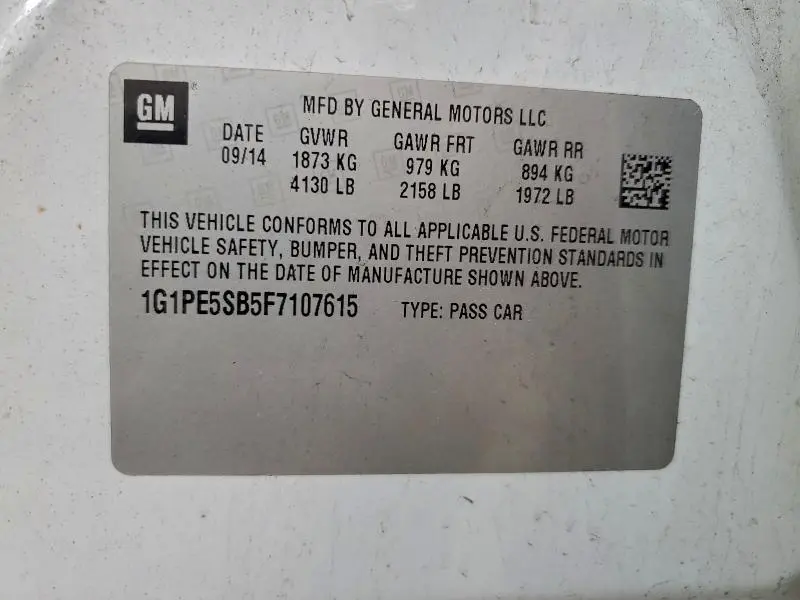 GM
MFD BY GENERAL MOTORS LLC
DATE GVWR GAWR FRT GAWR RR
09/14 1873 KG 979 KG 894 KG
4130 LB 2158 LB 1972 LB
THIS VEHICLE CONFORMS TO ALL APPLICABLE U.S. FEDERAL MOTOR
VEHICLE SAFETY, BUMPER, AND THEFT PREVENTION STANDARDS IN
EFFECT ON THE DATE OF MANUFACTURE SHOWN ABOVE.
1G1PE5SB5F7107615 TYPE: PASS CAR